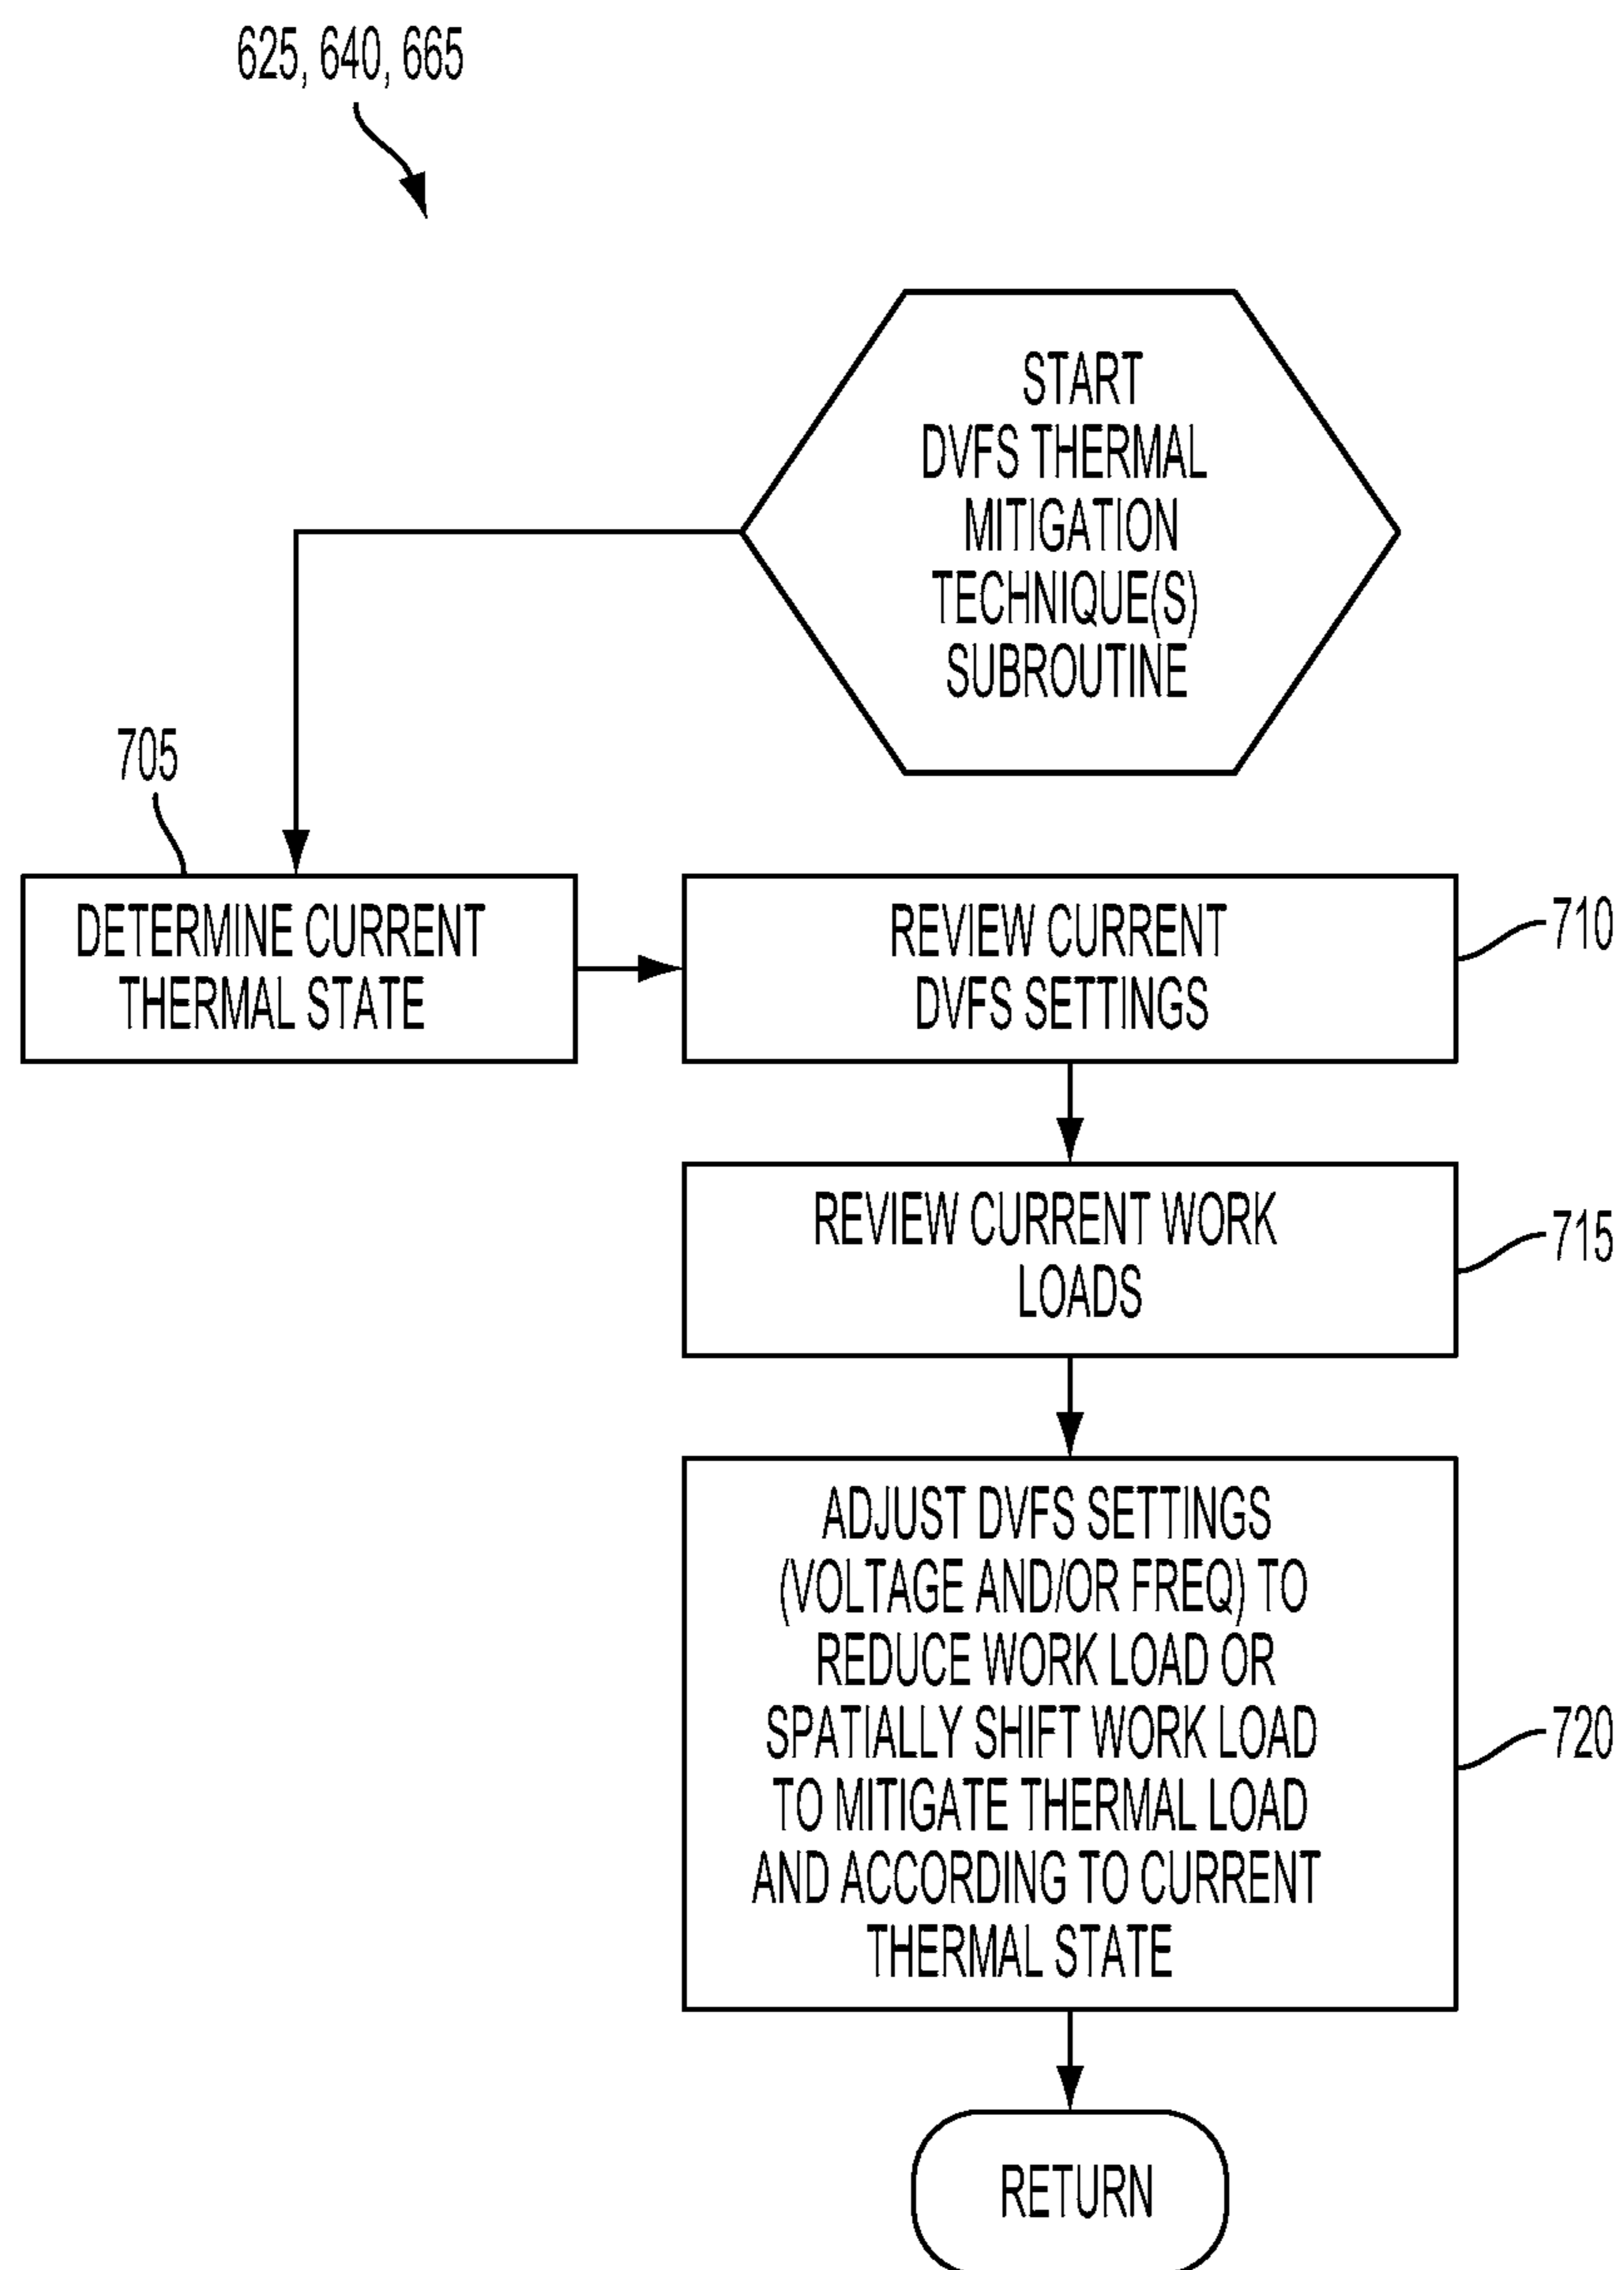 625, 640, 665
START
DVFS THERMAL
MITIGATION
TECHNIQUE(S)
SUBROUTINE
705
DETERMINE CURRENT
THERMAL STATE
REVIEW CURRENT
DVFS SETTINGS
710
REVIEW CURRENT WORK
LOADS
715
ADJUST DVFS SETTINGS
(VOLTAGE AND/OR FREQ) TO
REDUCE WORK LOAD OR
SPATIALLY SHIFT WORK LOAD
TO MITIGATE THERMAL LOAD
AND ACCORDING TO CURRENT
THERMAL STATE
720
RETURN